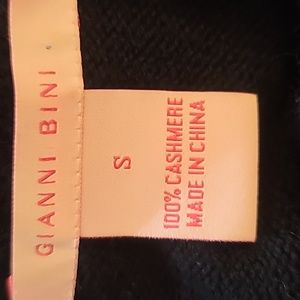 GIANNI BINI
S
100% CASHMERE
MADE IN CHINA